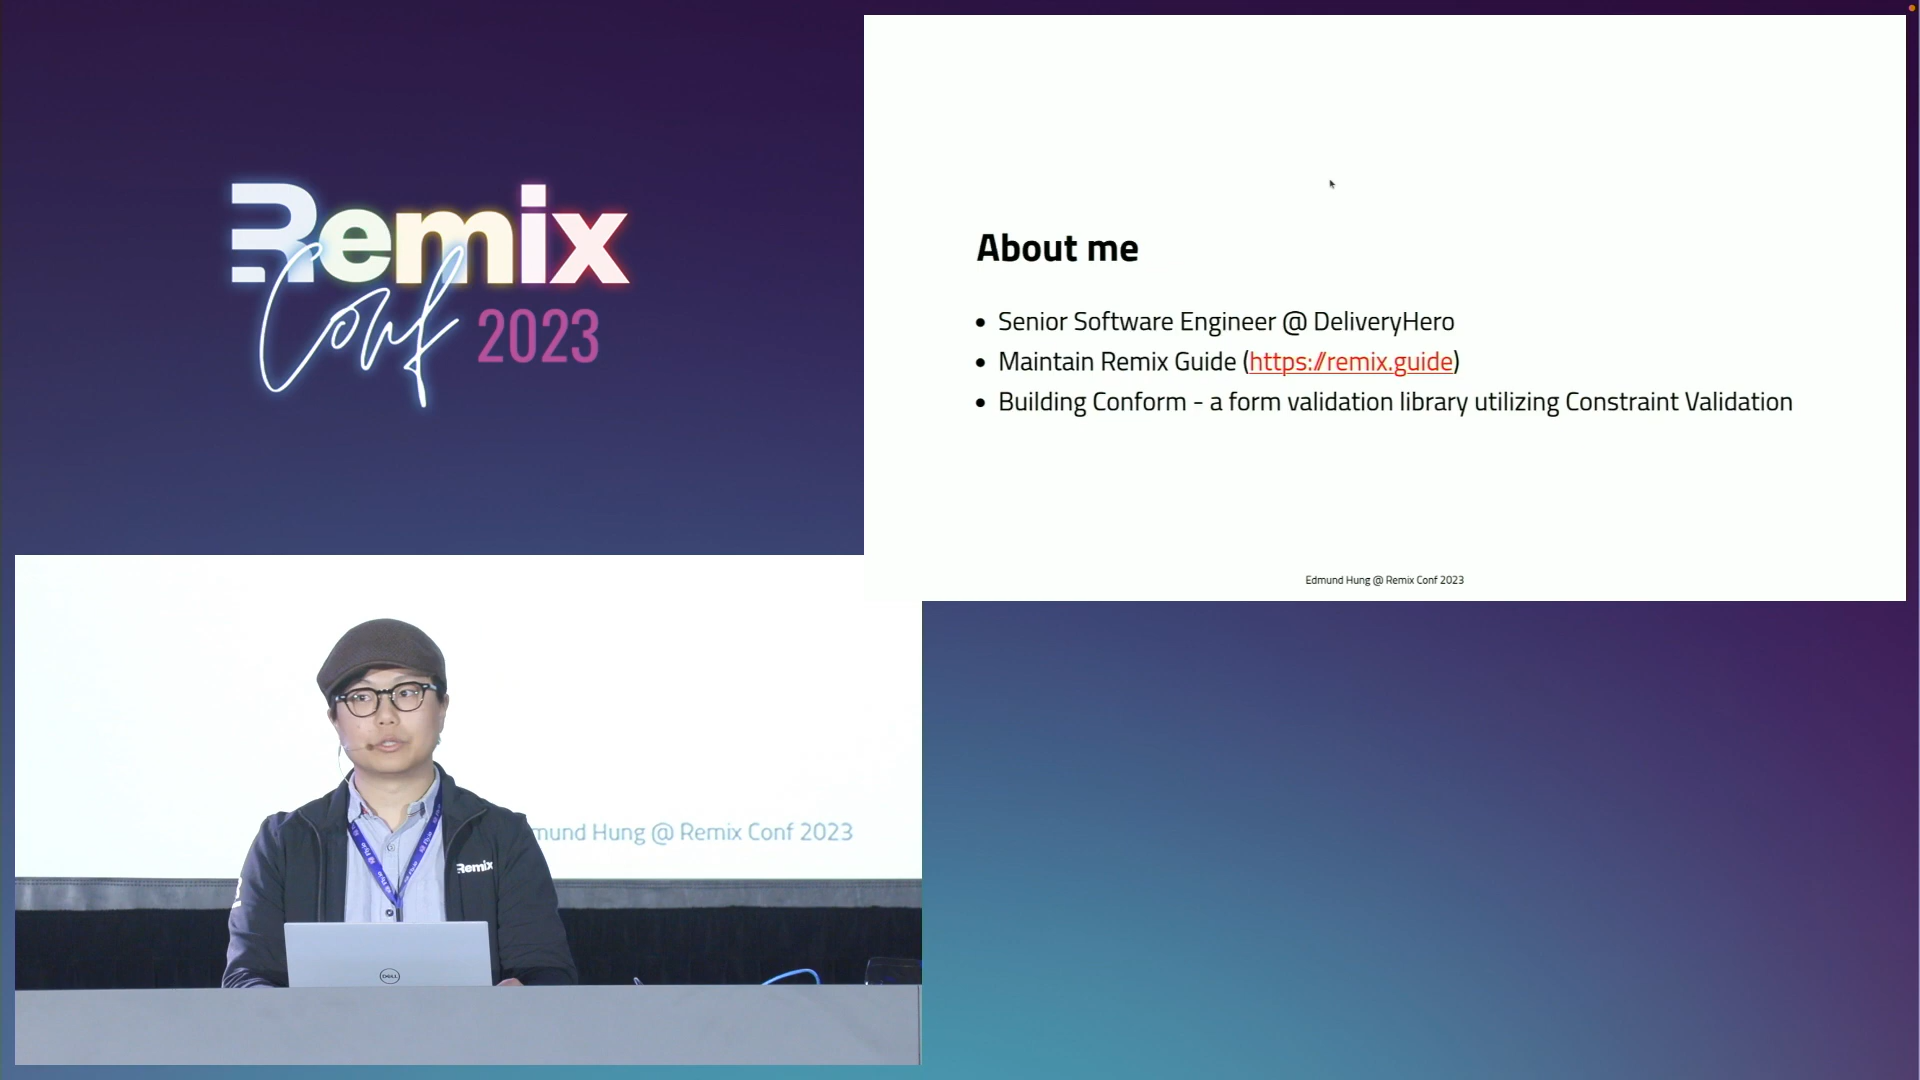 Remix
Conf 2023
About me
• Senior Software Engineer @ DeliveryHero
• Maintain Remix Guide (https://remix.guide)
• Building Conform - a form validation library utilizing Constraint Validation
Edmund Hung @ Remix Conf 2023
mund Hung @ Remix Conf 2023
Remix
DELL